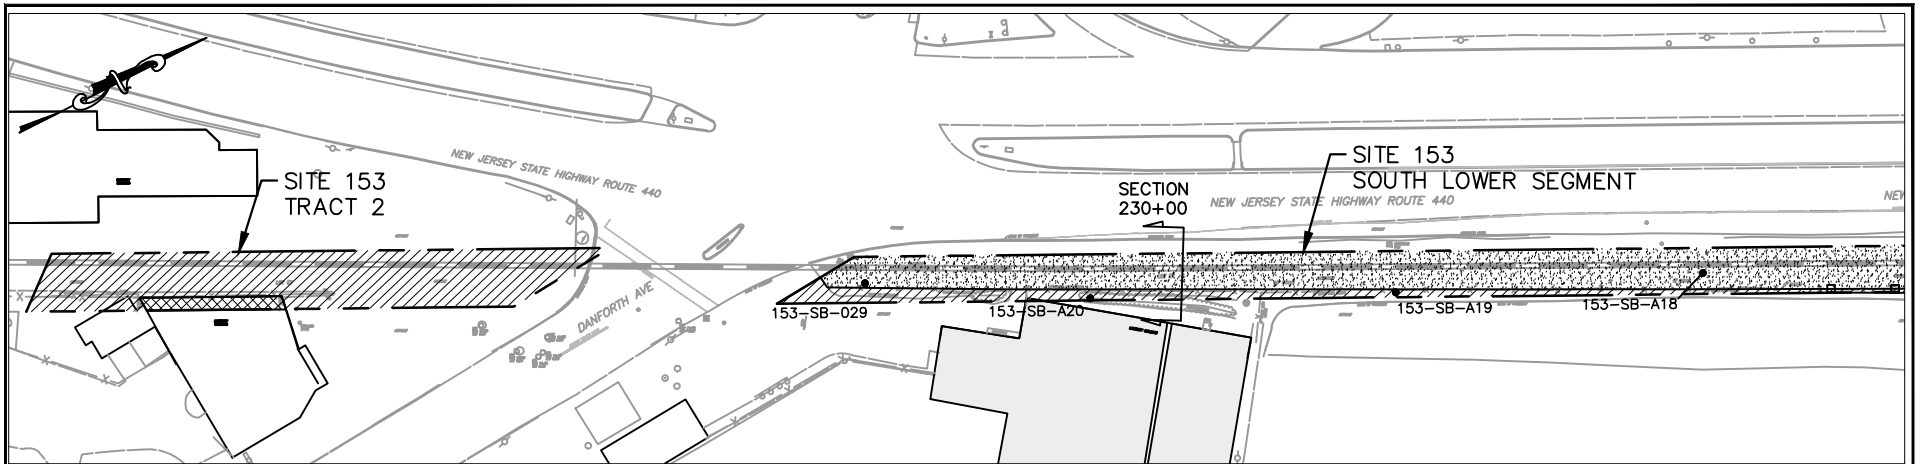 NEW JERSEY STATE HIGHWAY ROUTE 440
SITE 153
TRACT 2
SITE 153
SOUTH LOWER SEGMENT
SECTION
230+00
NEW JERSEY STATE HIGHWAY ROUTE 440
NEW
DANFORTH AVE
153-SB-029
153-SB-A20
153-SB-A19
153-SB-A18